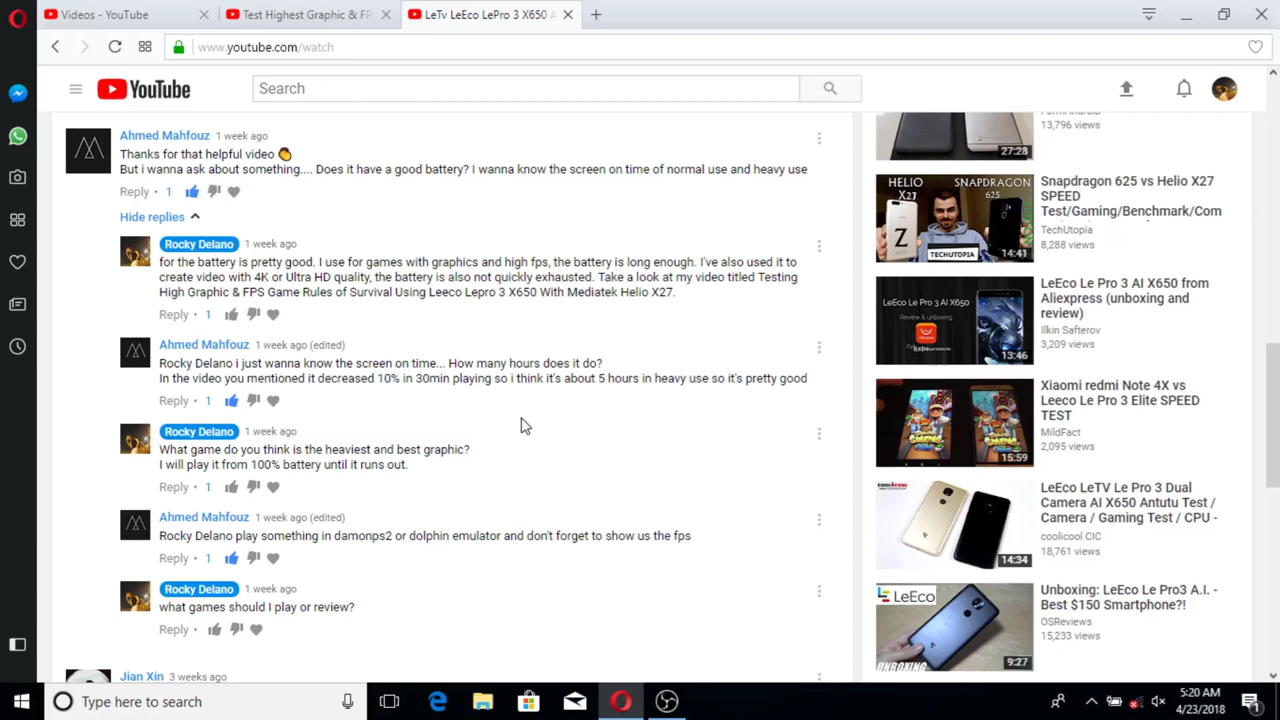 Videos - YouTube
Test Highest Graphic & FP
LeTv LeEco LePro 3 X650 A
www.youtube.com/watch
YouTube
Search
Ahmed Mahfouz 1 week ago
Thanks for that helpful video 👏
But i wanna ask about something.... Does it have a good battery? I wanna know the screen on time of normal use and heavy use
Reply · 1
Hide replies
Rocky Delano 1 week ago
for the battery is pretty good. I use for games with graphics and high fps, the battery is long enough. I've also used it to
create video with 4K or Ultra HD quality, the battery is also not quickly exhausted. Take a look at my video titled Testing
High Graphic & FPS Game Rules of Survival Using Leeco Lepro 3 X650 With Mediatek Helio X27.
Reply · 1
Ahmed Mahfouz 1 week ago (edited)
Rocky Delano i just wanna know the screen on time... How many hours does it do?
In the video you mentioned it decreased 10% in 30min playing so i think it's about 5 hours in heavy use so it's pretty good
Reply · 1
Rocky Delano 1 week ago
What game do you think is the heaviest and best graphic?
I will play it from 100% battery until it runs out.
Reply · 1
Ahmed Mahfouz 1 week ago (edited)
Rocky Delano play something in damonps2 or dolphin emulator and don't forget to show us the fps
Reply · 1
Rocky Delano 1 week ago
what games should I play or review?
Reply ·
Jian Xin 3 weeks ago
13,796 views
27:28
HELIO X27
SNAPDRAGON 625
Z
TECHUTOPIA
14:41
Snapdragon 625 vs Helio X27
SPEED
Test/Gaming/Benchmark/Com
TechUtopia
8,288 views
LeEco Le Pro 3 AI X650
Review & unboxing
13:46
LeEco Le Pro 3 AI X650 from
Aliexpress (unboxing and
review)
Ilkin Safterov
3,209 views
15:59
Xiaomi redmi Note 4X vs
Leeco Le Pro 3 Elite SPEED
TEST
MildFact
2,095 views
COOLICOOL
14:34
LeEco LeTV Le Pro 3 Dual
Camera AI X650 Antutu Test /
Camera / Gaming Test / CPU -
coolicool CIC
18,761 views
LeEco
UNBOXING
9:27
Unboxing: LeEco Le Pro3 A.I. -
Best $150 Smartphone?!
OSReviews
15,233 views
Type here to search
5:20 AM
4/23/2018
1